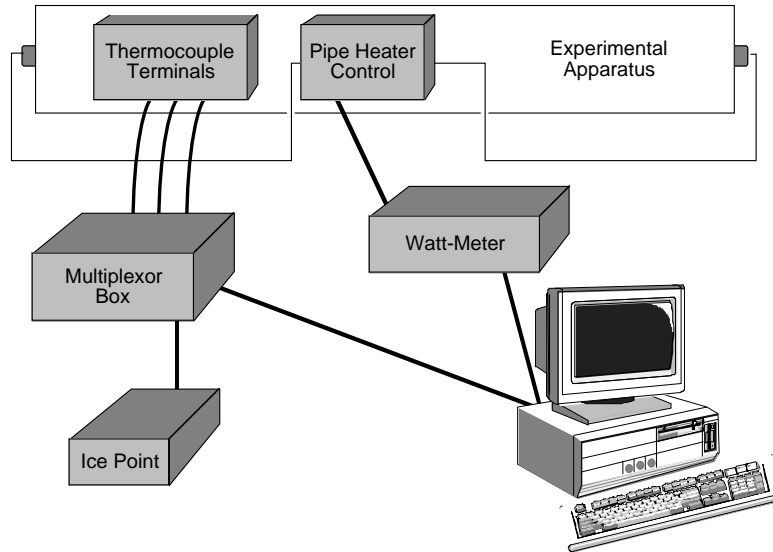 Thermocouple
Terminals
Pipe Heater
Control
Experimental
Apparatus
Watt-Meter
Multiplexor
Box
Ice Point